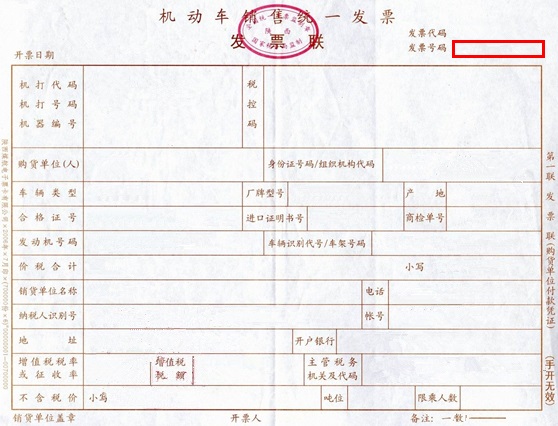 机动车销售统一发票
发票联
发票代码
发票号码
开票日期
机打代码
机打号码
机器编号
税控码
购货单位(人)
身份证号码/组织机构代码
车辆类型
厂牌型号
产地
合格证号
进口证明书号
商检单号
发动机号码
车辆识别代号/车架号码
价税合计
小写
销货单位名称
电话
纳税人识别号
帐号
地址
开户银行
增值税税率
或征收率
增值税
税额
主管税务
机关及代码
不含税价
小写
吨位
限乘人数
销货单位盖章
开票人
备注:一车一
第一联 发票联(购货单位付款凭证)
(手开无效)